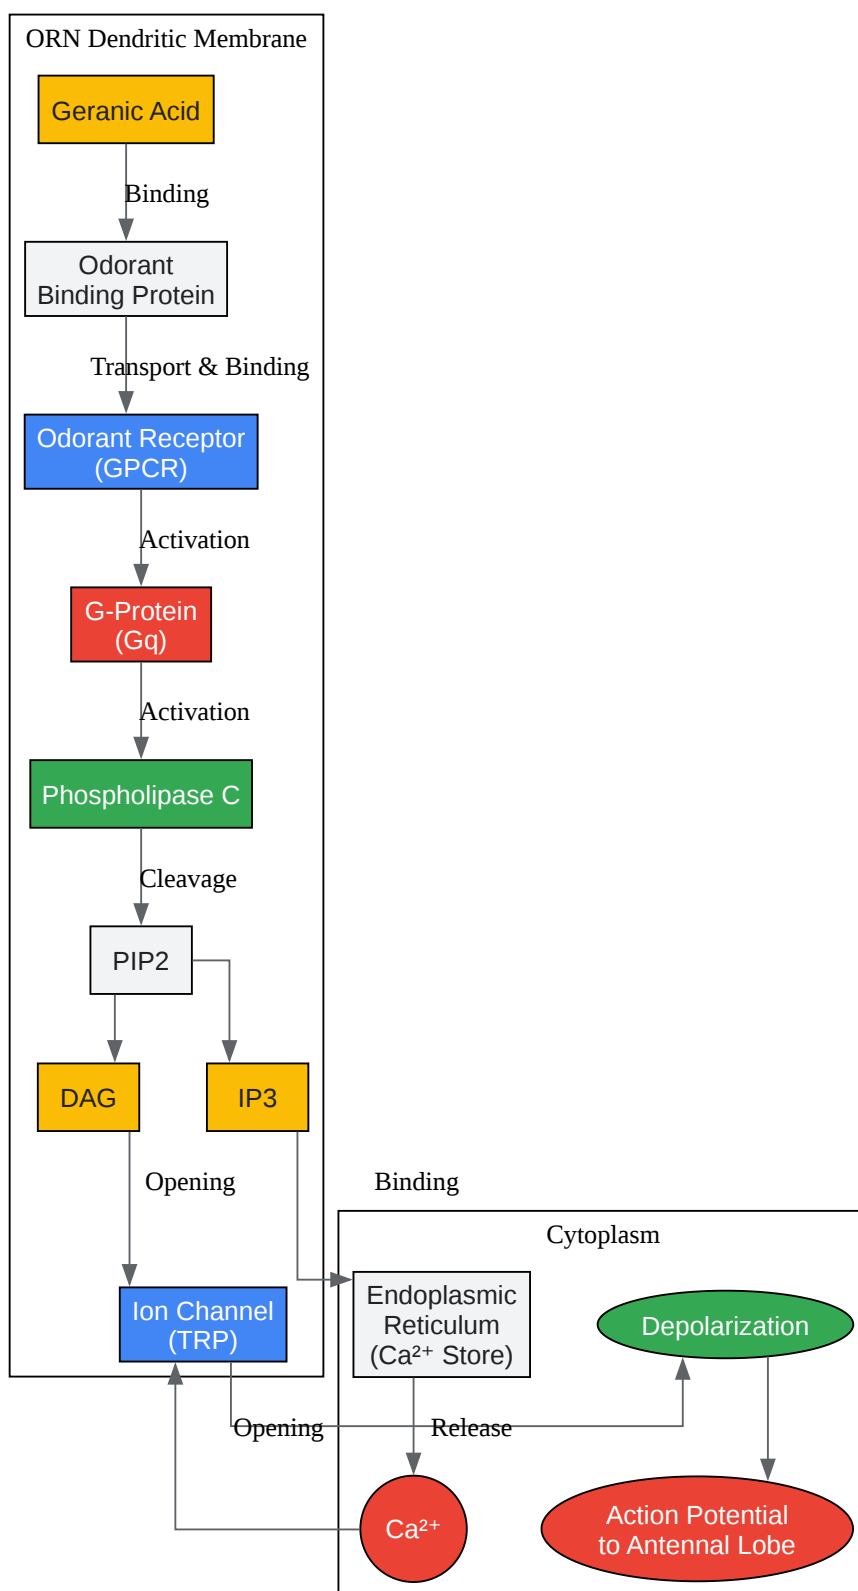 ORN Dendritic Membrane
Geranic Acid
Binding
Odorant
Binding Protein
Transport & Binding
Odorant Receptor
(GPCR)
Activation
G-Protein
(Gq)
Activation
Phospholipase C
Cleavage
PIP2
DAG
IP3
Opening
Binding
Cytoplasm
Ion Channel
(TRP)
Endoplasmic
Reticulum
(Ca²⁺ Store)
Depolarization
Opening
Release
Ca²⁺
Action Potential
to Antennal Lobe